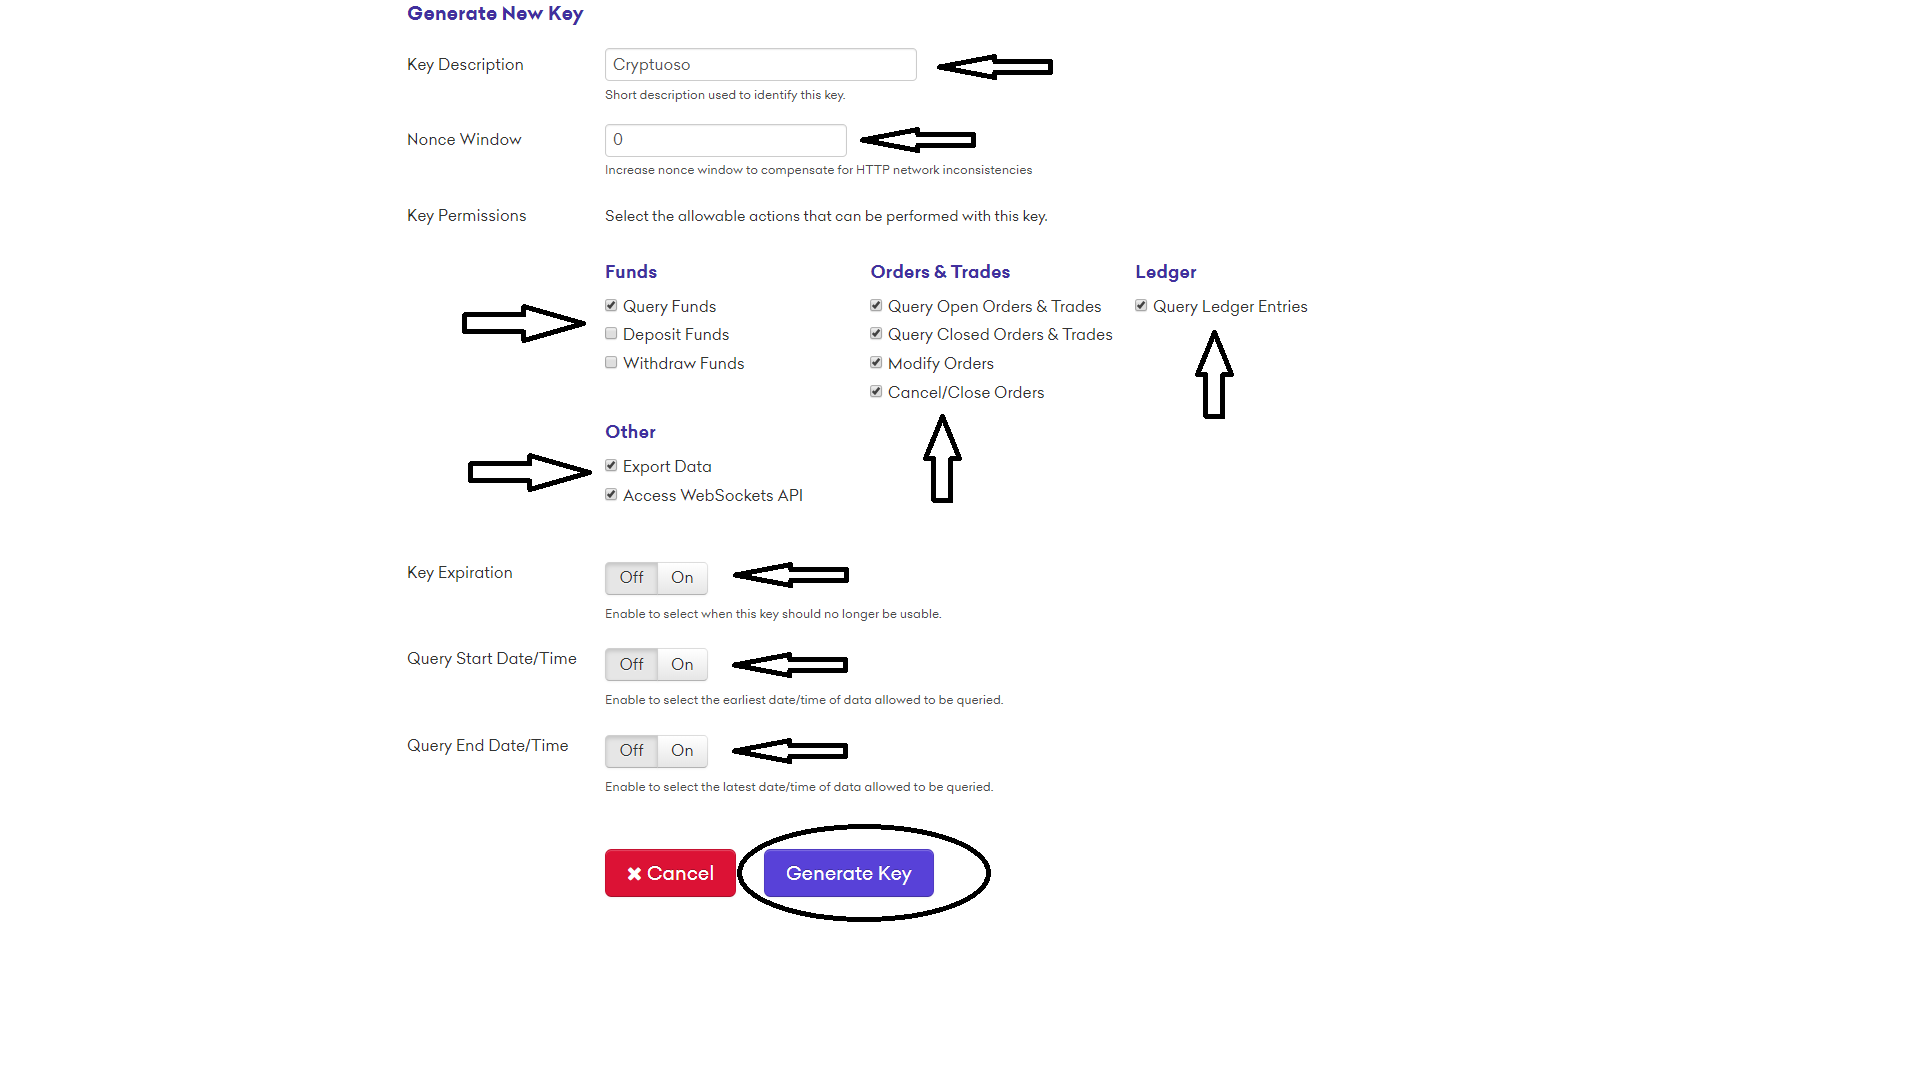 Generate New Key
Key Description
Cryptuoso
Short description used to identify this key.
Nonce Window
0
Increase nonce window to compensate for HTTP network inconsistencies
Key Permissions
Select the allowable actions that can be performed with this key.
Funds
Query Funds
Deposit Funds
Withdraw Funds
Orders & Trades
Query Open Orders & Trades
Query Closed Orders & Trades
Modify Orders
Cancel/Close Orders
Ledger
Query Ledger Entries
Other
Export Data
Access WebSockets API
Key Expiration
Off On
Enable to select when this key should no longer be usable.
Query Start Date/Time
Off On
Enable to select the earliest date/time of data allowed to be queried.
Query End Date/Time
Off On
Enable to select the latest date/time of data allowed to be queried.
Cancel
Generate Key